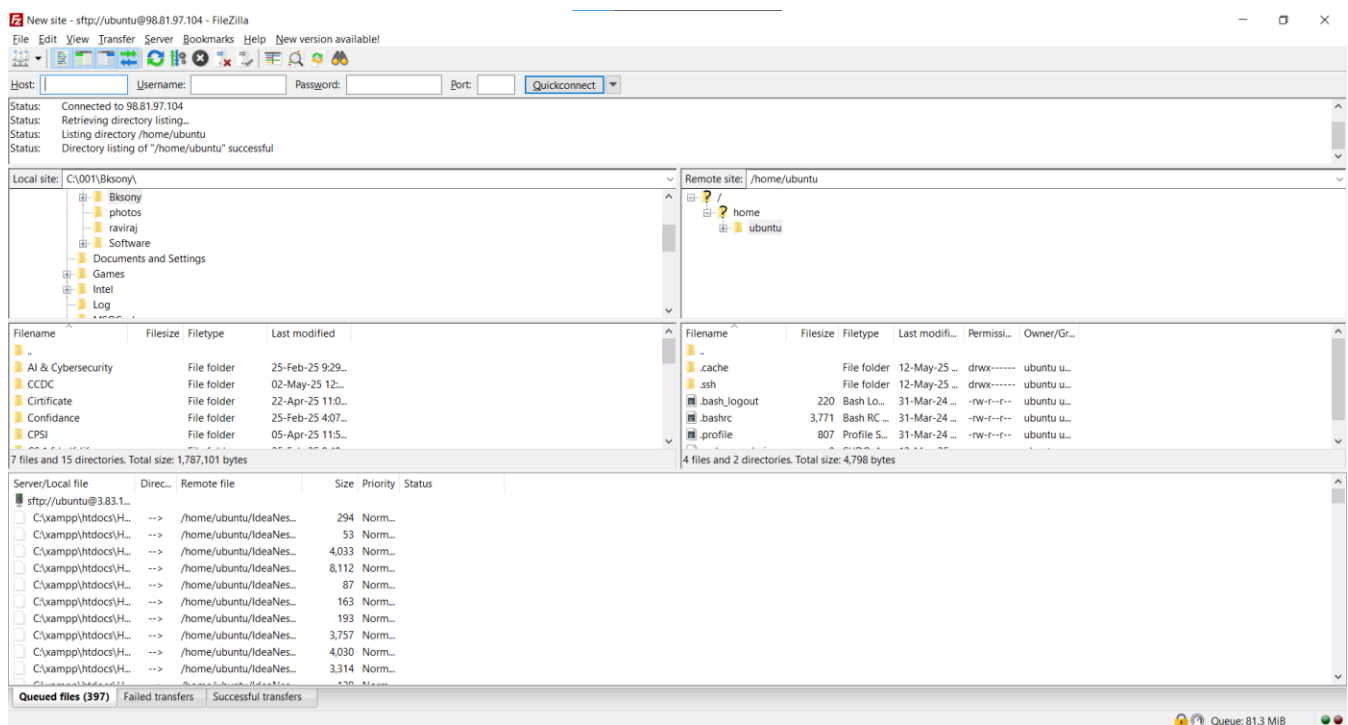 New site - sftp://ubuntu@98.81.97.104 - FileZilla
File Edit View Transfer Server Bookmarks Help New version available!
Host: Username: Password: Port: Quickconnect
Status: Connected to 98.81.97.104
Status: Retrieving directory listing...
Status: Listing directory /home/ubuntu
Status: Directory listing of "/home/ubuntu" successful
Local site: C:\001\Bksony\
Bksony
photos
raviraj
Software
Documents and Settings
Games
Intel
Log
Remote site: /home/ubuntu
/
home
ubuntu
Filename Filesize Filetype Last modified
..
AI & Cybersecurity File folder 25-Feb-25 9:29...
CCDC File folder 02-May-25 12:...
Cirtificate File folder 22-Apr-25 11:0...
Confidance File folder 25-Feb-25 4:07...
CPSI File folder 05-Apr-25 11:5...
7 files and 15 directories. Total size: 1,787,101 bytes
Filename Filesize Filetype Last modifi... Permissi... Owner/Gr...
..
.cache File folder 12-May-25 ... drwx------ ubuntu u...
.ssh File folder 12-May-25 ... drwx------ ubuntu u...
.bash_logout 220 Bash Lo... 31-Mar-24 ... -rw-r--r-- ubuntu u...
.bashrc 3,771 Bash RC ... 31-Mar-24 ... -rw-r--r-- ubuntu u...
.profile 807 Profile S... 31-Mar-24 ... -rw-r--r-- ubuntu u...
4 files and 2 directories. Total size: 4,798 bytes
Server/Local file Direc... Remote file Size Priority Status
sftp://ubuntu@3.83.1...
C:\xampp\htdocs\H... --> /home/ubuntu/IdeaNes... 294 Norm...
C:\xampp\htdocs\H... --> /home/ubuntu/IdeaNes... 53 Norm...
C:\xampp\htdocs\H... --> /home/ubuntu/IdeaNes... 4,033 Norm...
C:\xampp\htdocs\H... --> /home/ubuntu/IdeaNes... 8,112 Norm...
C:\xampp\htdocs\H... --> /home/ubuntu/IdeaNes... 87 Norm...
C:\xampp\htdocs\H... --> /home/ubuntu/IdeaNes... 163 Norm...
C:\xampp\htdocs\H... --> /home/ubuntu/IdeaNes... 193 Norm...
C:\xampp\htdocs\H... --> /home/ubuntu/IdeaNes... 3,757 Norm...
C:\xampp\htdocs\H... --> /home/ubuntu/IdeaNes... 4,030 Norm...
C:\xampp\htdocs\H... --> /home/ubuntu/IdeaNes... 3,314 Norm...
Queued files (397) Failed transfers Successful transfers
Queue: 81.3 MiB